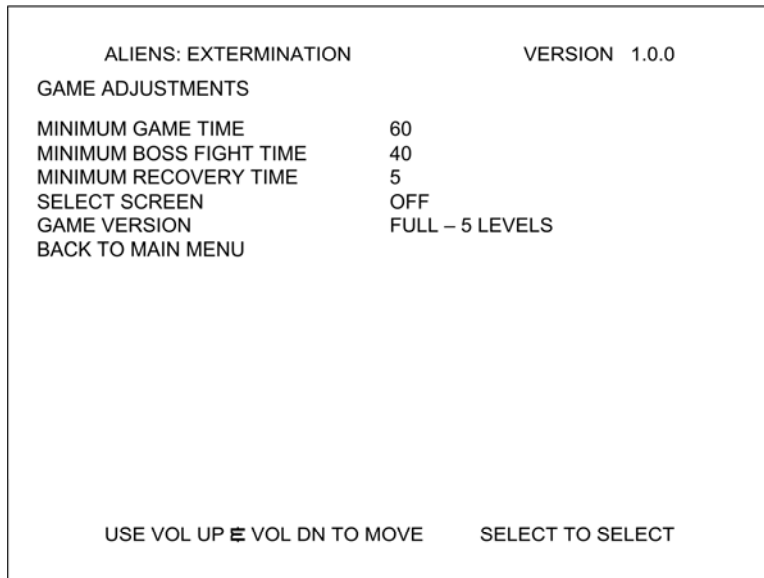 ALIENS: EXTERMINATION VERSION 1.0.0
GAME ADJUSTMENTS
MINIMUM GAME TIME 60
MINIMUM BOSS FIGHT TIME 40
MINIMUM RECOVERY TIME 5
SELECT SCREEN OFF
GAME VERSION FULL – 5 LEVELS
BACK TO MAIN MENU
USE VOL UP & VOL DN TO MOVE SELECT TO SELECT